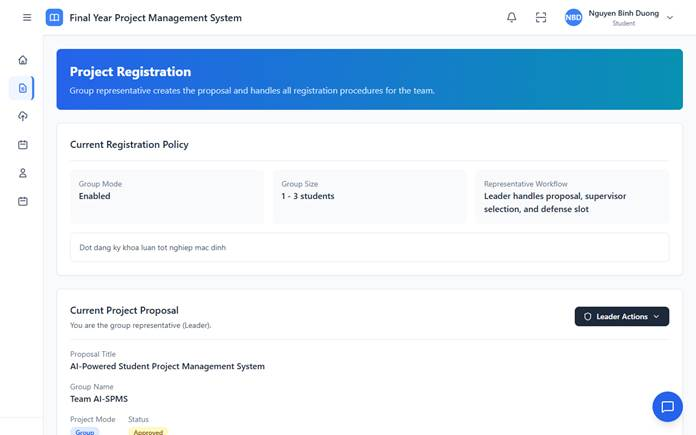 Final Year Project Management System
NBD
Nguyen Binh Duong
Student
Project Registration
Group representative creates the proposal and handles all registration procedures for the team.
Current Registration Policy
Group Mode
Enabled
Group Size
1 - 3 students
Representative Workflow
Leader handles proposal, supervisor
selection, and defense slot
Dot dang ky khoa luan tot nghiep mac dinh
Current Project Proposal
You are the group representative (Leader).
Leader Actions
Proposal Title
AI-Powered Student Project Management System
Group Name
Team AI-SPMS
Project Mode
Status
Group
Approved